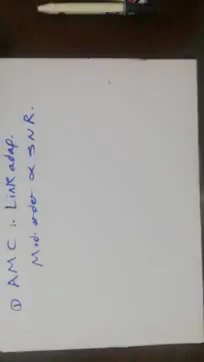 ① AMC :- Link adap.
Mod. order ∝ SNR.